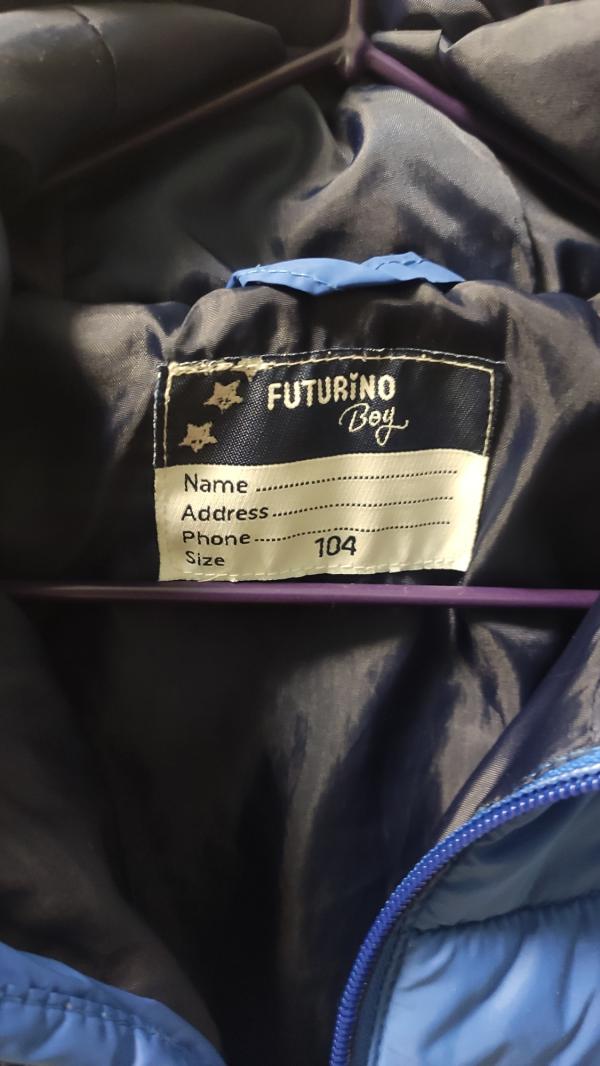 FUTURINO
Boy
Name ..............................
Address ..............................
Phone ..............................
Size 104